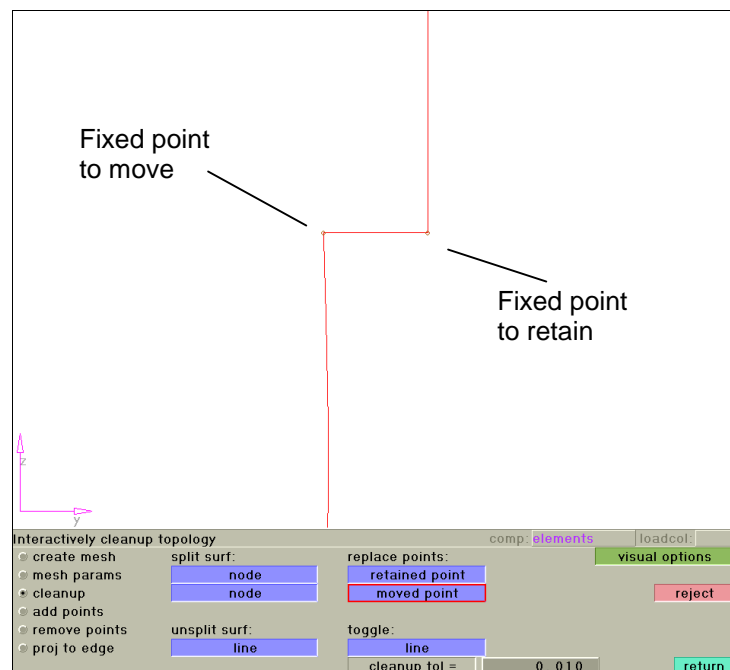 Fixed point
to move
Fixed point
to retain
z
y
Interactively cleanup topology comp: elements loadcol:
create mesh split surf: replace points: visual options
mesh params node retained point
cleanup node moved point reject
add points
remove points unsplit surf: toggle:
proj to edge line line
cleanup tol = 0.010 return